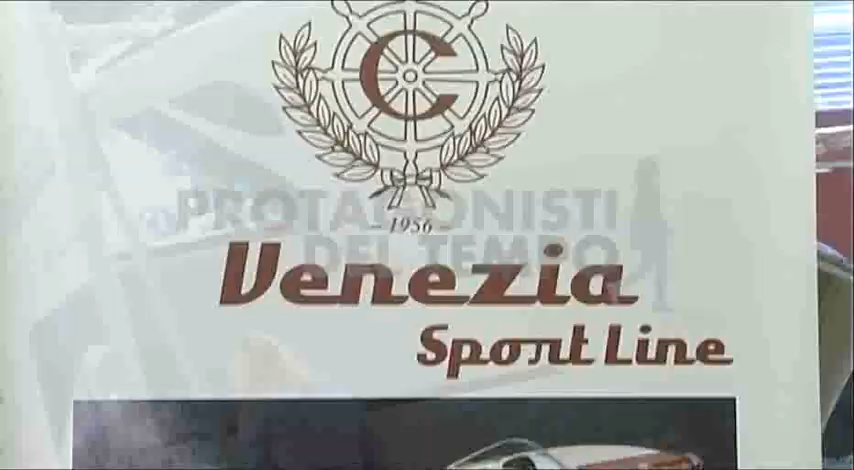 C
PROTAGONISTI
- 1956 -
DEL TEMPO
Venezia
Sport Line